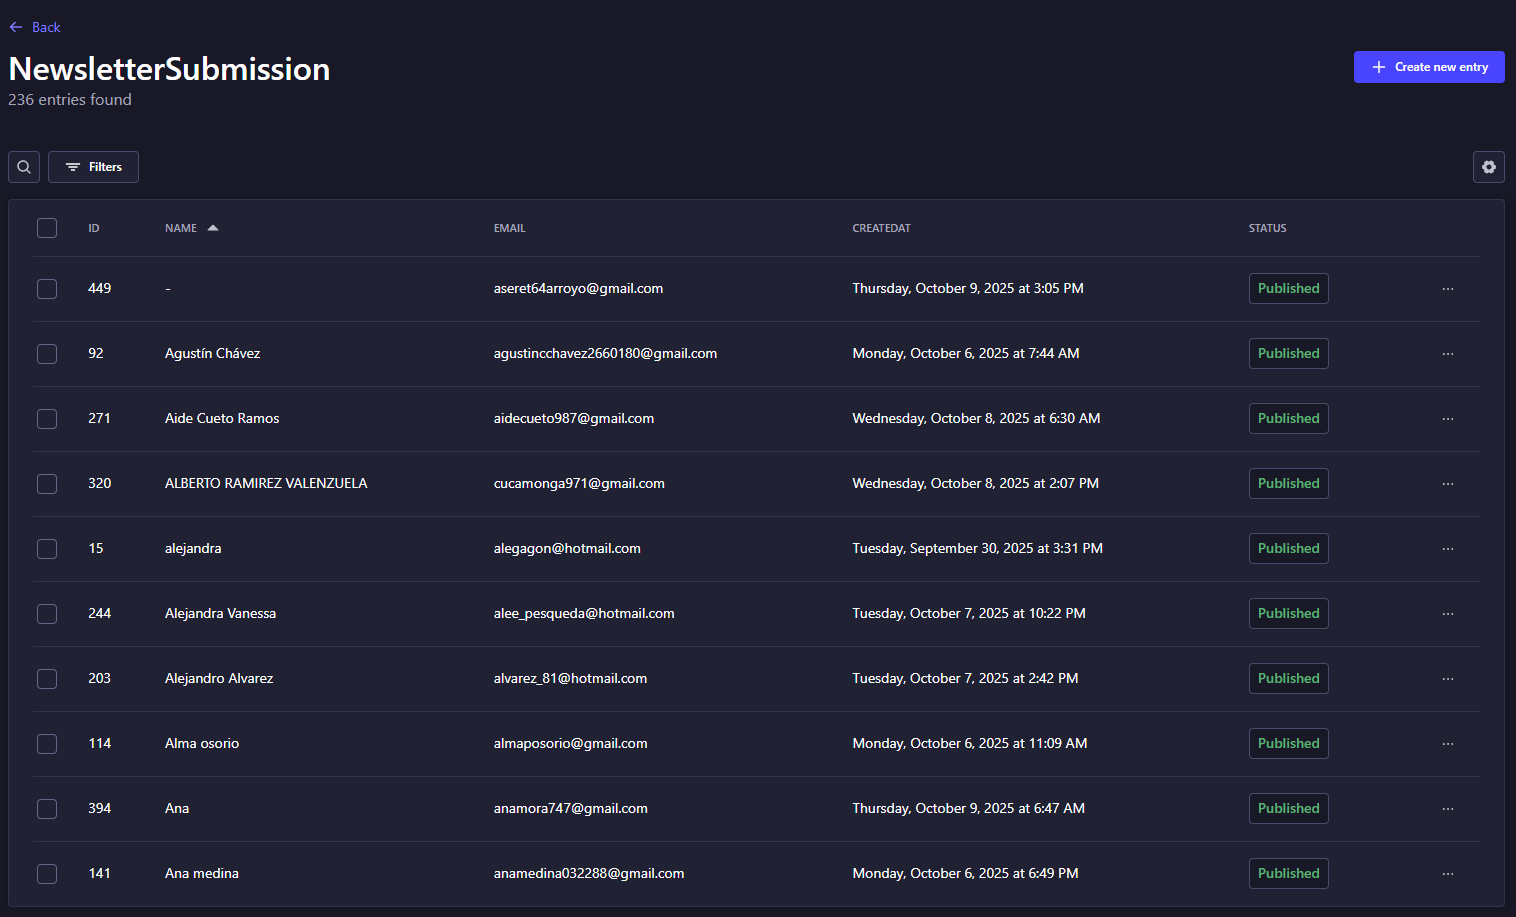 Back
NewsletterSubmission
Create new entry
236 entries found
Filters
ID NAME EMAIL CREATEDAT STATUS
449 - aseret64arroyo@gmail.com Thursday, October 9, 2025 at 3:05 PM Published ...
92 Agustín Chávez agustincchavez2660180@gmail.com Monday, October 6, 2025 at 7:44 AM Published ...
271 Aide Cueto Ramos aidecueto987@gmail.com Wednesday, October 8, 2025 at 6:30 AM Published ...
320 ALBERTO RAMIREZ VALENZUELA cucamonga971@gmail.com Wednesday, October 8, 2025 at 2:07 PM Published ...
15 alejandra alegagon@hotmail.com Tuesday, September 30, 2025 at 3:31 PM Published ...
244 Alejandra Vanessa alee_pesqueda@hotmail.com Tuesday, October 7, 2025 at 10:22 PM Published ...
203 Alejandro Alvarez alvarez_81@hotmail.com Tuesday, October 7, 2025 at 2:42 PM Published ...
114 Alma osorio almaposorio@gmail.com Monday, October 6, 2025 at 11:09 AM Published ...
394 Ana anamora747@gmail.com Thursday, October 9, 2025 at 6:47 AM Published ...
141 Ana medina anamedina032288@gmail.com Monday, October 6, 2025 at 6:49 PM Published ...